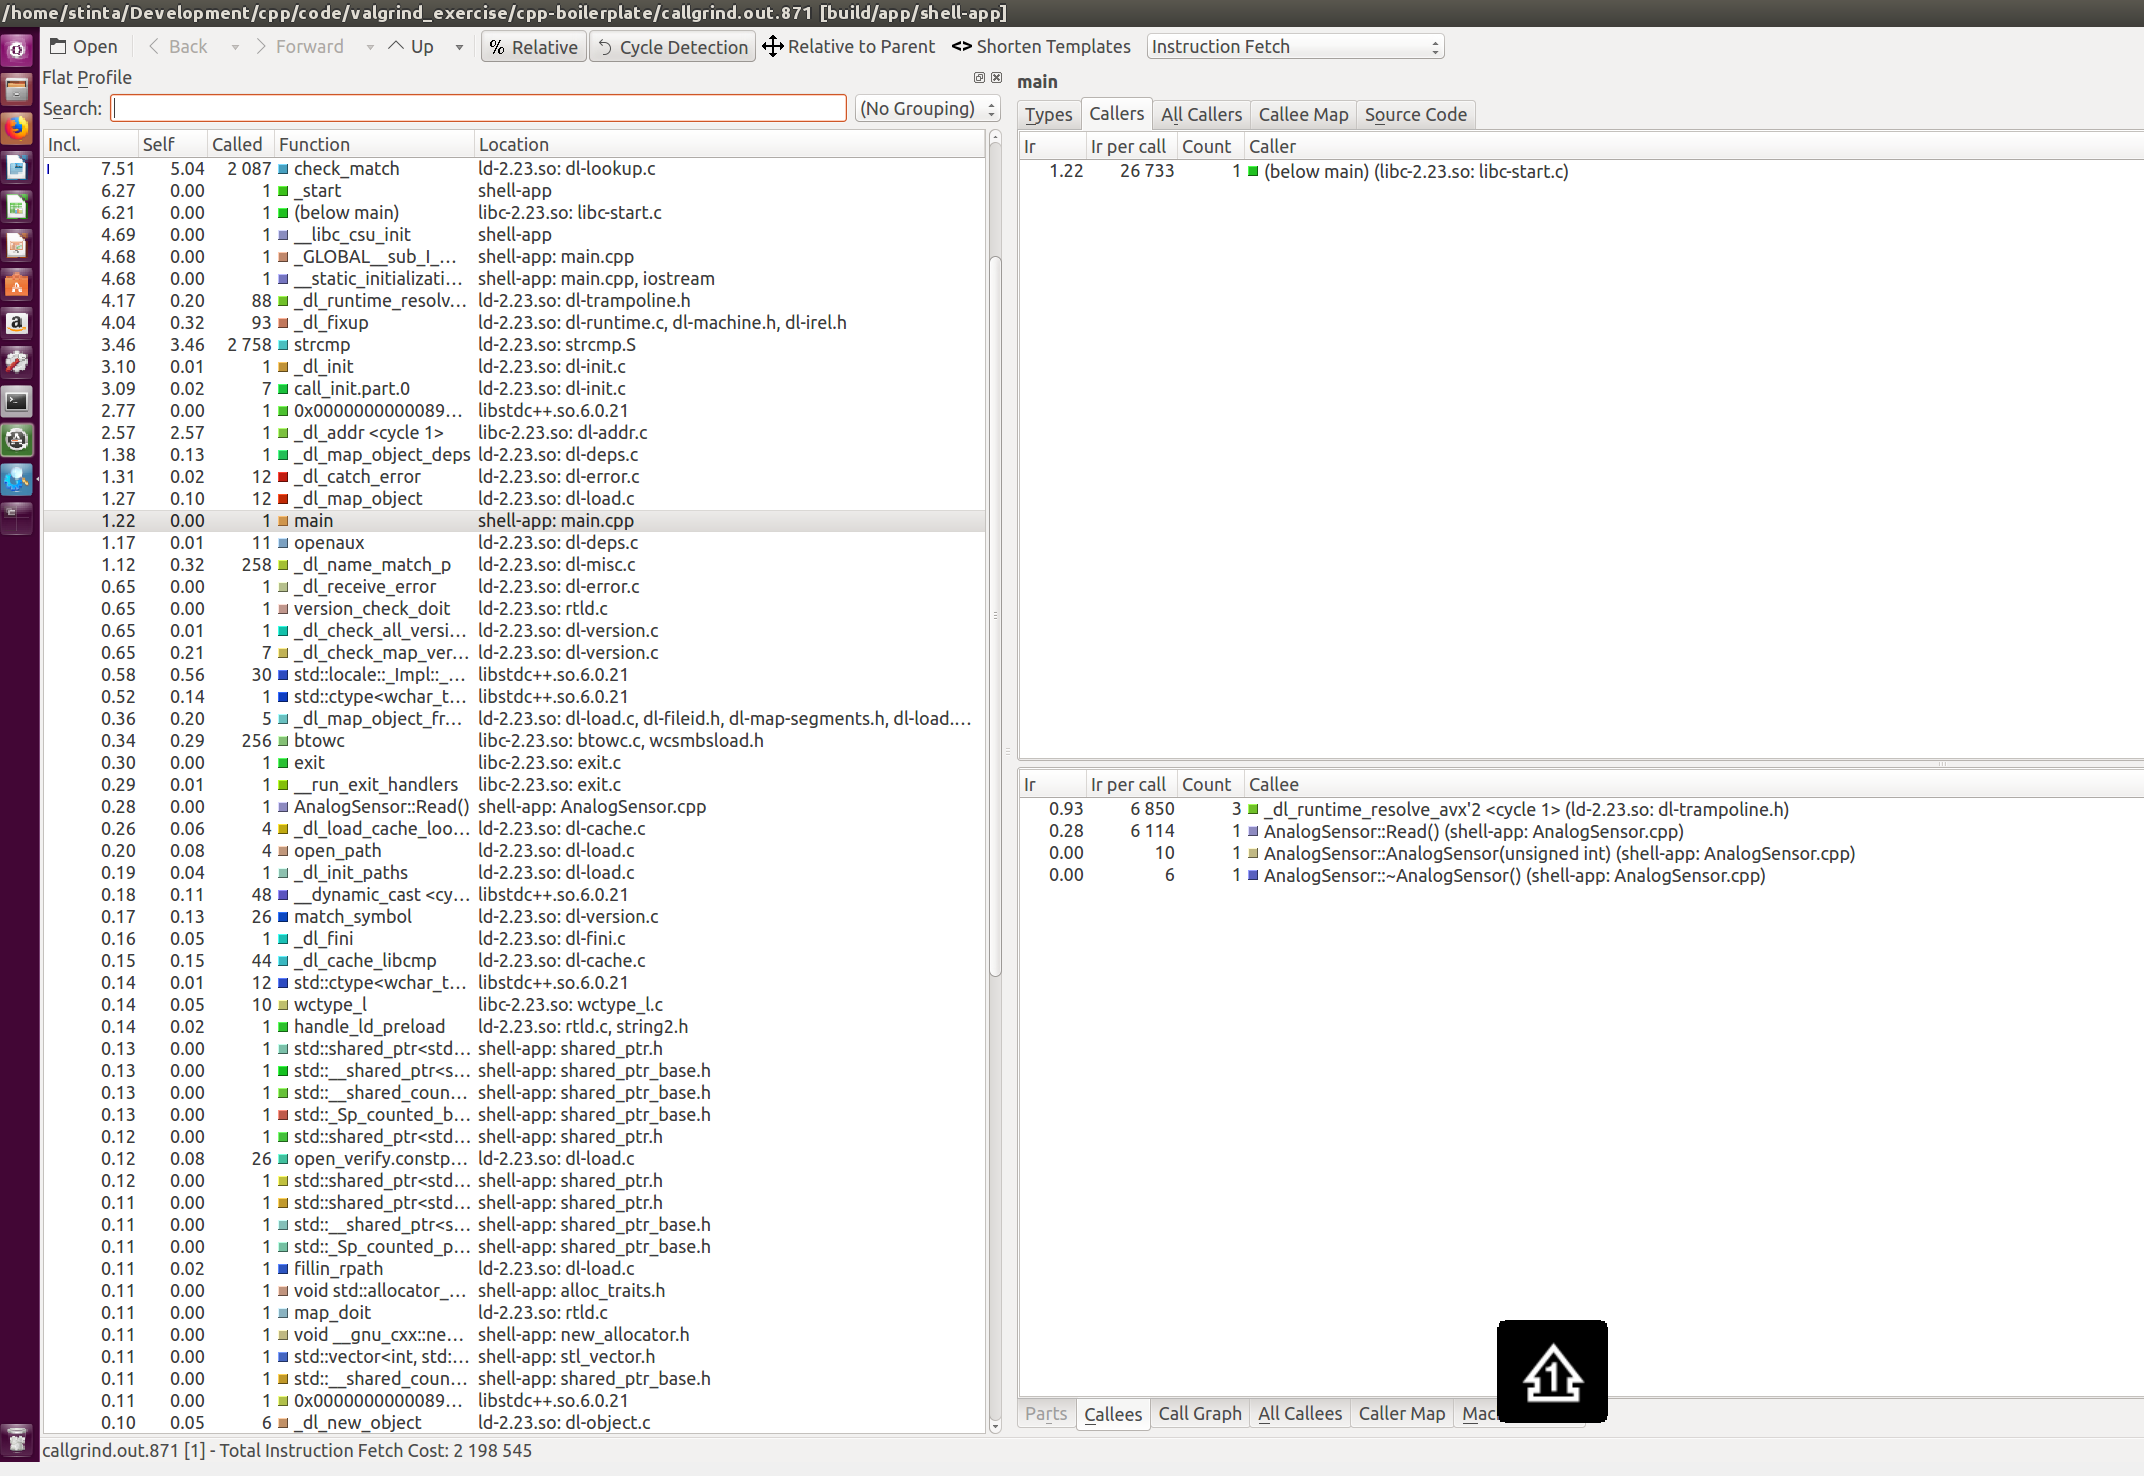 /home/stinta/Development/cpp/code/valgrind_exercise/cpp-boilerplate/callgrind.out.871 [build/app/shell-app]
Open Back Forward Up % Relative Cycle Detection Relative to Parent <> Shorten Templates Instruction Fetch
Flat Profile
Search: (No Grouping)
Incl. Self Called Function Location
7.51 5.04 2 087 check_match ld-2.23.so: dl-lookup.c
6.27 0.00 1 _start shell-app
6.21 0.00 1 (below main) libc-2.23.so: libc-start.c
4.69 0.00 1 __libc_csu_init shell-app
4.68 0.00 1 _GLOBAL__sub_I_... shell-app: main.cpp
4.68 0.00 1 __static_initializati... shell-app: main.cpp, iostream
4.17 0.20 88 _dl_runtime_resolv... ld-2.23.so: dl-trampoline.h
4.04 0.32 93 _dl_fixup ld-2.23.so: dl-runtime.c, dl-machine.h, dl-irel.h
3.46 3.46 2 758 strcmp ld-2.23.so: strcmp.S
3.10 0.01 1 _dl_init ld-2.23.so: dl-init.c
3.09 0.02 7 call_init.part.0 ld-2.23.so: dl-init.c
2.77 0.00 1 0x0000000000089... libstdc++.so.6.0.21
2.57 2.57 1 _dl_addr <cycle 1> libc-2.23.so: dl-addr.c
1.38 0.13 1 _dl_map_object_deps ld-2.23.so: dl-deps.c
1.31 0.02 12 _dl_catch_error ld-2.23.so: dl-error.c
1.27 0.10 12 _dl_map_object ld-2.23.so: dl-load.c
1.22 0.00 1 main shell-app: main.cpp
1.17 0.01 11 openaux ld-2.23.so: dl-deps.c
1.12 0.32 258 _dl_name_match_p ld-2.23.so: dl-misc.c
0.65 0.00 1 _dl_receive_error ld-2.23.so: dl-error.c
0.65 0.00 1 version_check_doit ld-2.23.so: rtld.c
0.65 0.01 1 _dl_check_all_versi... ld-2.23.so: dl-version.c
0.65 0.21 7 _dl_check_map_ver... ld-2.23.so: dl-version.c
0.58 0.56 30 std::locale::_Impl::_... libstdc++.so.6.0.21
0.52 0.14 1 std::ctype<wchar_t... libstdc++.so.6.0.21
0.36 0.20 5 _dl_map_object_fr... ld-2.23.so: dl-load.c, dl-fileid.h, dl-map-segments.h, dl-load....
0.34 0.29 256 btowc libc-2.23.so: btowc.c, wcsmbsload.h
0.30 0.00 1 exit libc-2.23.so: exit.c
0.29 0.01 1 __run_exit_handlers libc-2.23.so: exit.c
0.28 0.00 1 AnalogSensor::Read() shell-app: AnalogSensor.cpp
0.26 0.06 4 _dl_load_cache_loo... ld-2.23.so: dl-cache.c
0.20 0.08 4 open_path ld-2.23.so: dl-load.c
0.19 0.04 1 _dl_init_paths ld-2.23.so: dl-load.c
0.18 0.11 48 __dynamic_cast <cy... libstdc++.so.6.0.21
0.17 0.13 26 match_symbol ld-2.23.so: dl-version.c
0.16 0.05 1 _dl_fini ld-2.23.so: dl-fini.c
0.15 0.15 44 _dl_cache_libcmp ld-2.23.so: dl-cache.c
0.14 0.01 12 std::ctype<wchar_t... libstdc++.so.6.0.21
0.14 0.05 10 wctype_l libc-2.23.so: wctype_l.c
0.14 0.02 1 handle_ld_preload ld-2.23.so: rtld.c, string2.h
0.13 0.00 1 std::shared_ptr<std... shell-app: shared_ptr.h
0.13 0.00 1 std::__shared_ptr<s... shell-app: shared_ptr_base.h
0.13 0.00 1 std::__shared_coun... shell-app: shared_ptr_base.h
0.13 0.00 1 std::_Sp_counted_b... shell-app: shared_ptr_base.h
0.12 0.00 1 std::shared_ptr<std... shell-app: shared_ptr.h
0.12 0.08 26 open_verify.constp... ld-2.23.so: dl-load.c
0.12 0.00 1 std::shared_ptr<std... shell-app: shared_ptr.h
0.11 0.00 1 std::shared_ptr<std... shell-app: shared_ptr.h
0.11 0.00 1 std::__shared_ptr<s... shell-app: shared_ptr_base.h
0.11 0.00 1 std::_Sp_counted_p... shell-app: shared_ptr_base.h
0.11 0.02 1 fillin_rpath ld-2.23.so: dl-load.c
0.11 0.00 1 void std::allocator_... shell-app: alloc_traits.h
0.11 0.00 1 map_doit ld-2.23.so: rtld.c
0.11 0.00 1 void __gnu_cxx::ne... shell-app: new_allocator.h
0.11 0.00 1 std::vector<int, std:... shell-app: stl_vector.h
0.11 0.00 1 std::__shared_coun... shell-app: shared_ptr_base.h
0.11 0.00 1 0x0000000000089... libstdc++.so.6.0.21
0.10 0.05 6 _dl_new_object ld-2.23.so: dl-object.c
callgrind.out.871 [1] - Total Instruction Fetch Cost: 2 198 545
main
Types Callers All Callers Callee Map Source Code
Ir Ir per call Count Caller
1.22 26 733 1 (below main) (libc-2.23.so: libc-start.c)
Ir Ir per call Count Callee
0.93 6 850 3 _dl_runtime_resolve_avx'2 <cycle 1> (ld-2.23.so: dl-trampoline.h)
0.28 6 114 1 AnalogSensor::Read() (shell-app: AnalogSensor.cpp)
0.00 10 1 AnalogSensor::AnalogSensor(unsigned int) (shell-app: AnalogSensor.cpp)
0.00 6 1 AnalogSensor::~AnalogSensor() (shell-app: AnalogSensor.cpp)
Parts Callees Call Graph All Callees Caller Map Mac
1